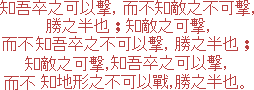 知吾卒之可以擊, 而不知敵之不可擊,
勝之半也；知敵之可擊,
而不知吾卒之不可以擊, 勝之半也；
知敵之可擊,知吾卒之可以擊,
而不 知地形之不可以戰,勝之半也。